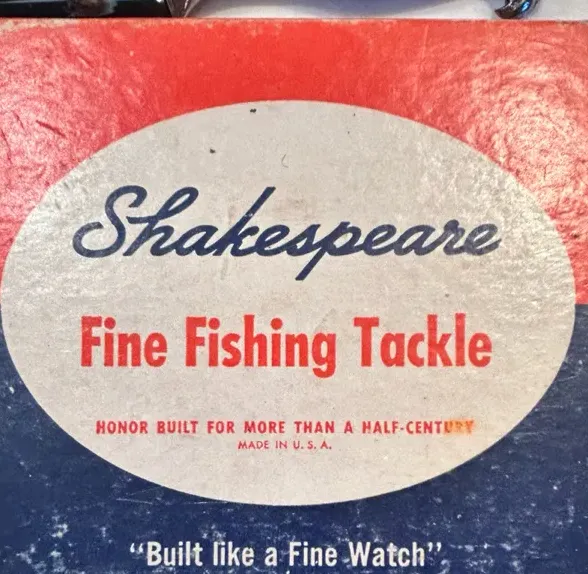 Shakespeare
Fine Fishing Tackle
HONOR BUILT FOR MORE THAN A HALF-CENTURY
MADE IN U. S. A.
"Built like a Fine Watch"